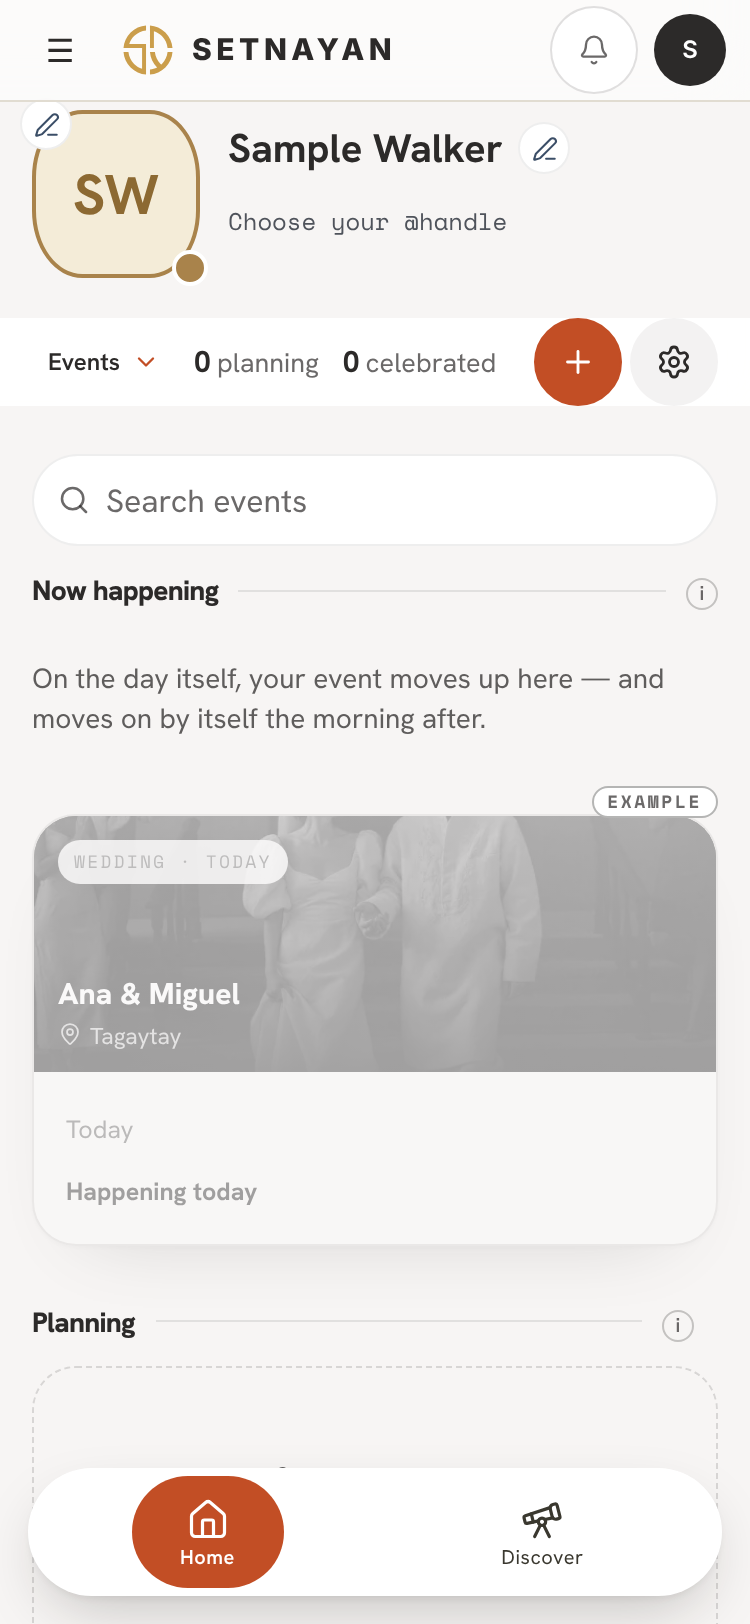 SETNAYAN
S
SW
Sample Walker
Choose your @handle
Events
0 planning
0 celebrated
Search events
Now happening
i
On the day itself, your event moves up here — and
moves on by itself the morning after.
EXAMPLE
WEDDING · TODAY
Ana & Miguel
Tagaytay
Today
Happening today
Planning
i
Home
Discover